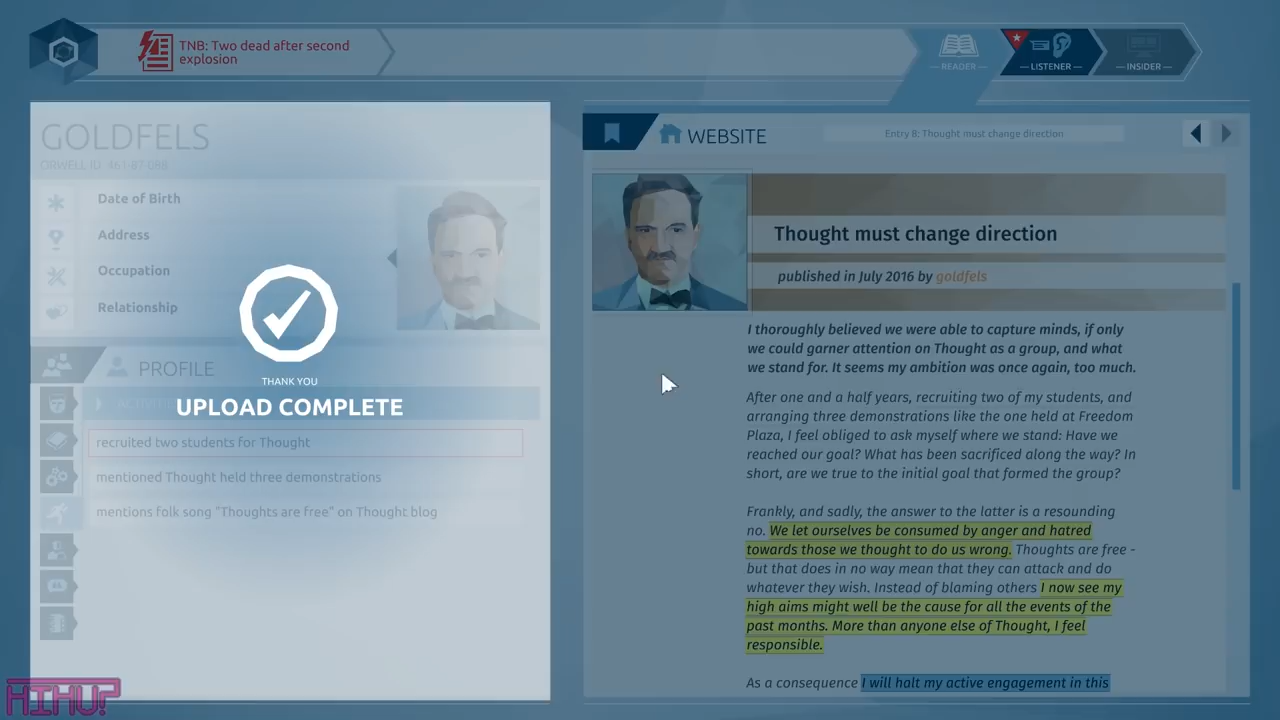 TNB: Two dead after second
explosion
— READER —
— LISTENER —
— INSIDER —
GOLDFELS
ORWELL ID: 461-87-088
Date of Birth
Address
Occupation
Relationship
THANK YOU
UPLOAD COMPLETE
PROFILE
recruited two students for Thought
mentioned Thought held three demonstrations
mentions folk song "Thoughts are free" on Thought blog
WEBSITE
Entry 8: Thought must change direction
Thought must change direction
published in July 2016 by goldfels
I thoroughly believed we were able to capture minds, if only
we could garner attention on Thought as a group, and what
we stand for. It seems my ambition was once again, too much.
After one and a half years, recruiting two of my students, and
arranging three demonstrations like the one held at Freedom
Plaza, I feel obliged to ask myself where we stand: Have we
reached our goal? What has been sacrificed along the way? In
short, are we true to the initial goal that formed the group?
Frankly, and sadly, the answer to the latter is a resounding
no. We let ourselves be consumed by anger and hatred
towards those we thought to do us wrong. Thoughts are free -
but that does in no way mean that they can attack and do
whatever they wish. Instead of blaming others I now see my
high aims might well be the cause for all the events of the
past months. More than anyone else of Thought, I feel
responsible.
As a consequence I will halt my active engagement in this
HIHU?